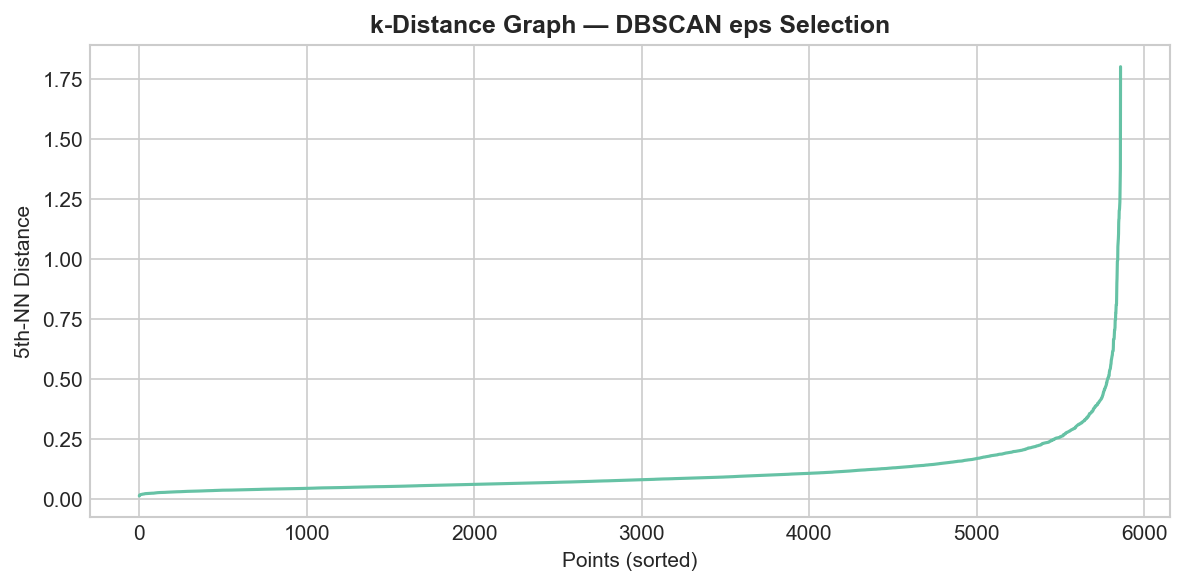 k-Distance Graph — DBSCAN eps Selection
1.75
1.50
1.25
1.00
0.75
0.50
0.25
0.00
5th-NN Distance
0 1000 2000 3000 4000 5000 6000
Points (sorted)